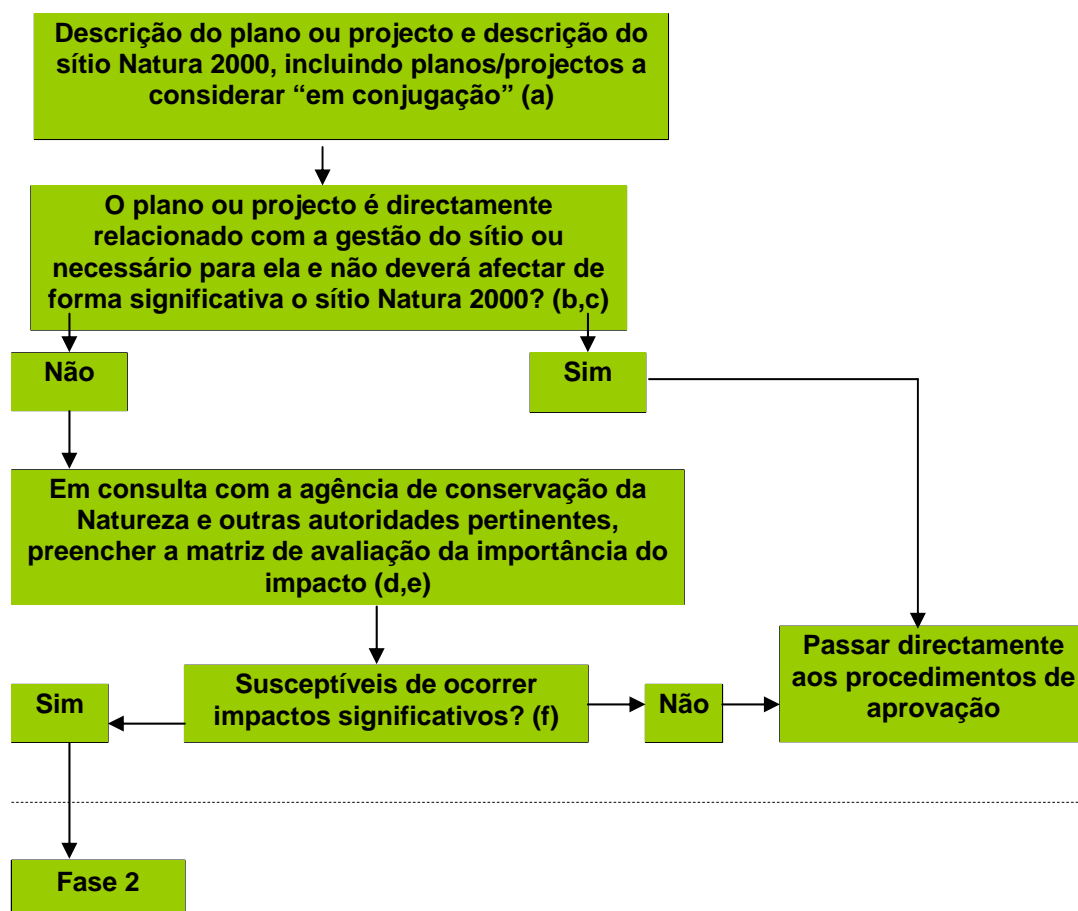 Descrição do plano ou projecto e descrição do
sítio Natura 2000, incluindo planos/projectos a
considerar “em conjugação” (a)
O plano ou projecto é directamente
relacionado com a gestão do sítio ou
necessário para ela e não deverá afectar de
forma significativa o sítio Natura 2000? (b,c)
Não
Sim
Em consulta com a agência de conservação da
Natureza e outras autoridades pertinentes,
preencher a matriz de avaliação da importância do
impacto (d,e)
Sim
Susceptíveis de ocorrer
impactos significativos? (f)
Não
Passar directamente
aos procedimentos de
aprovação
Fase 2